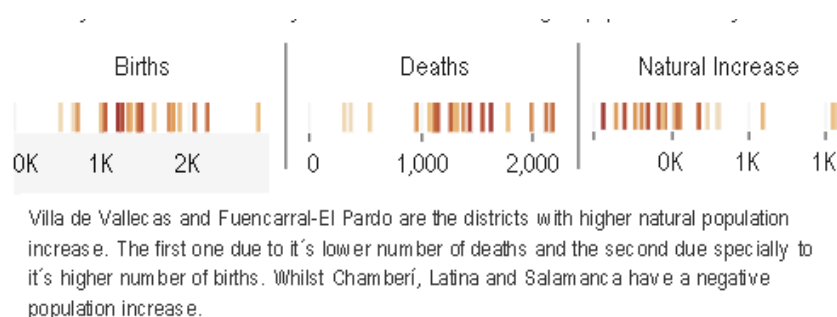 Births Deaths Natural Increase
0K 1K 2K 0 1,000 2,000 0K 1K 1K
Villa de Vallecas and Fuencarral-El Pardo are the districts with higher natural population
increase. The first one due to it´s lower number of deaths and the second due specially to
it´s higher number of births. Whilst Chamberí, Latina and Salamanca have a negative
population increase.